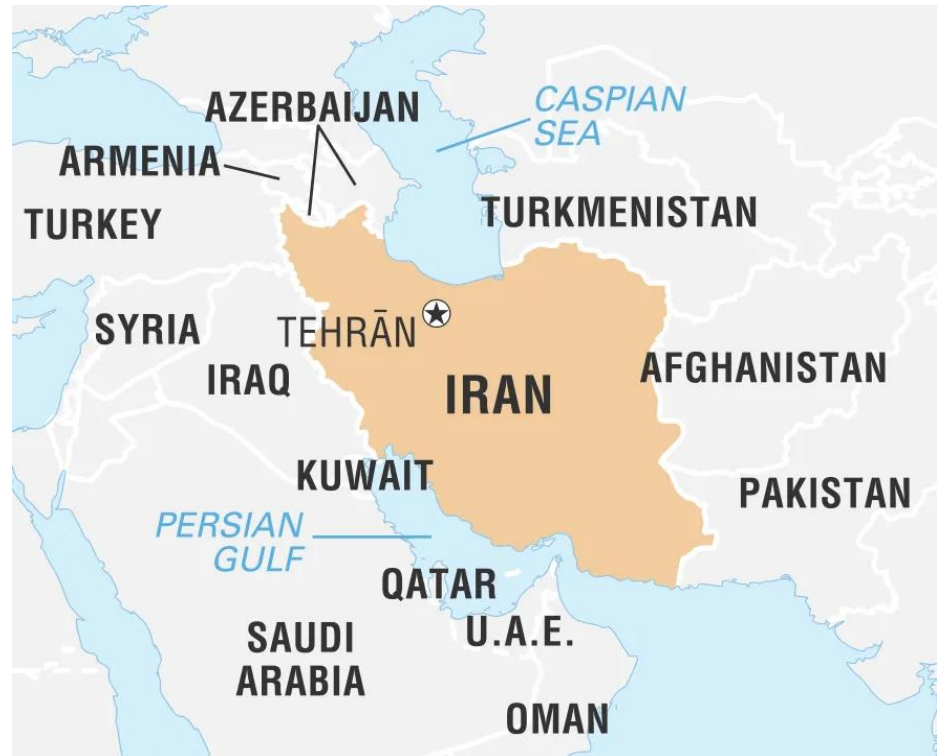 AZERBAIJAN
CASPIAN
SEA
ARMENIA
TURKEY
TURKMENISTAN
SYRIA
TEHRĀN
IRAQ
IRAN
AFGHANISTAN
KUWAIT
PAKISTAN
PERSIAN
GULF
QATAR
U.A.E.
SAUDI
ARABIA
OMAN